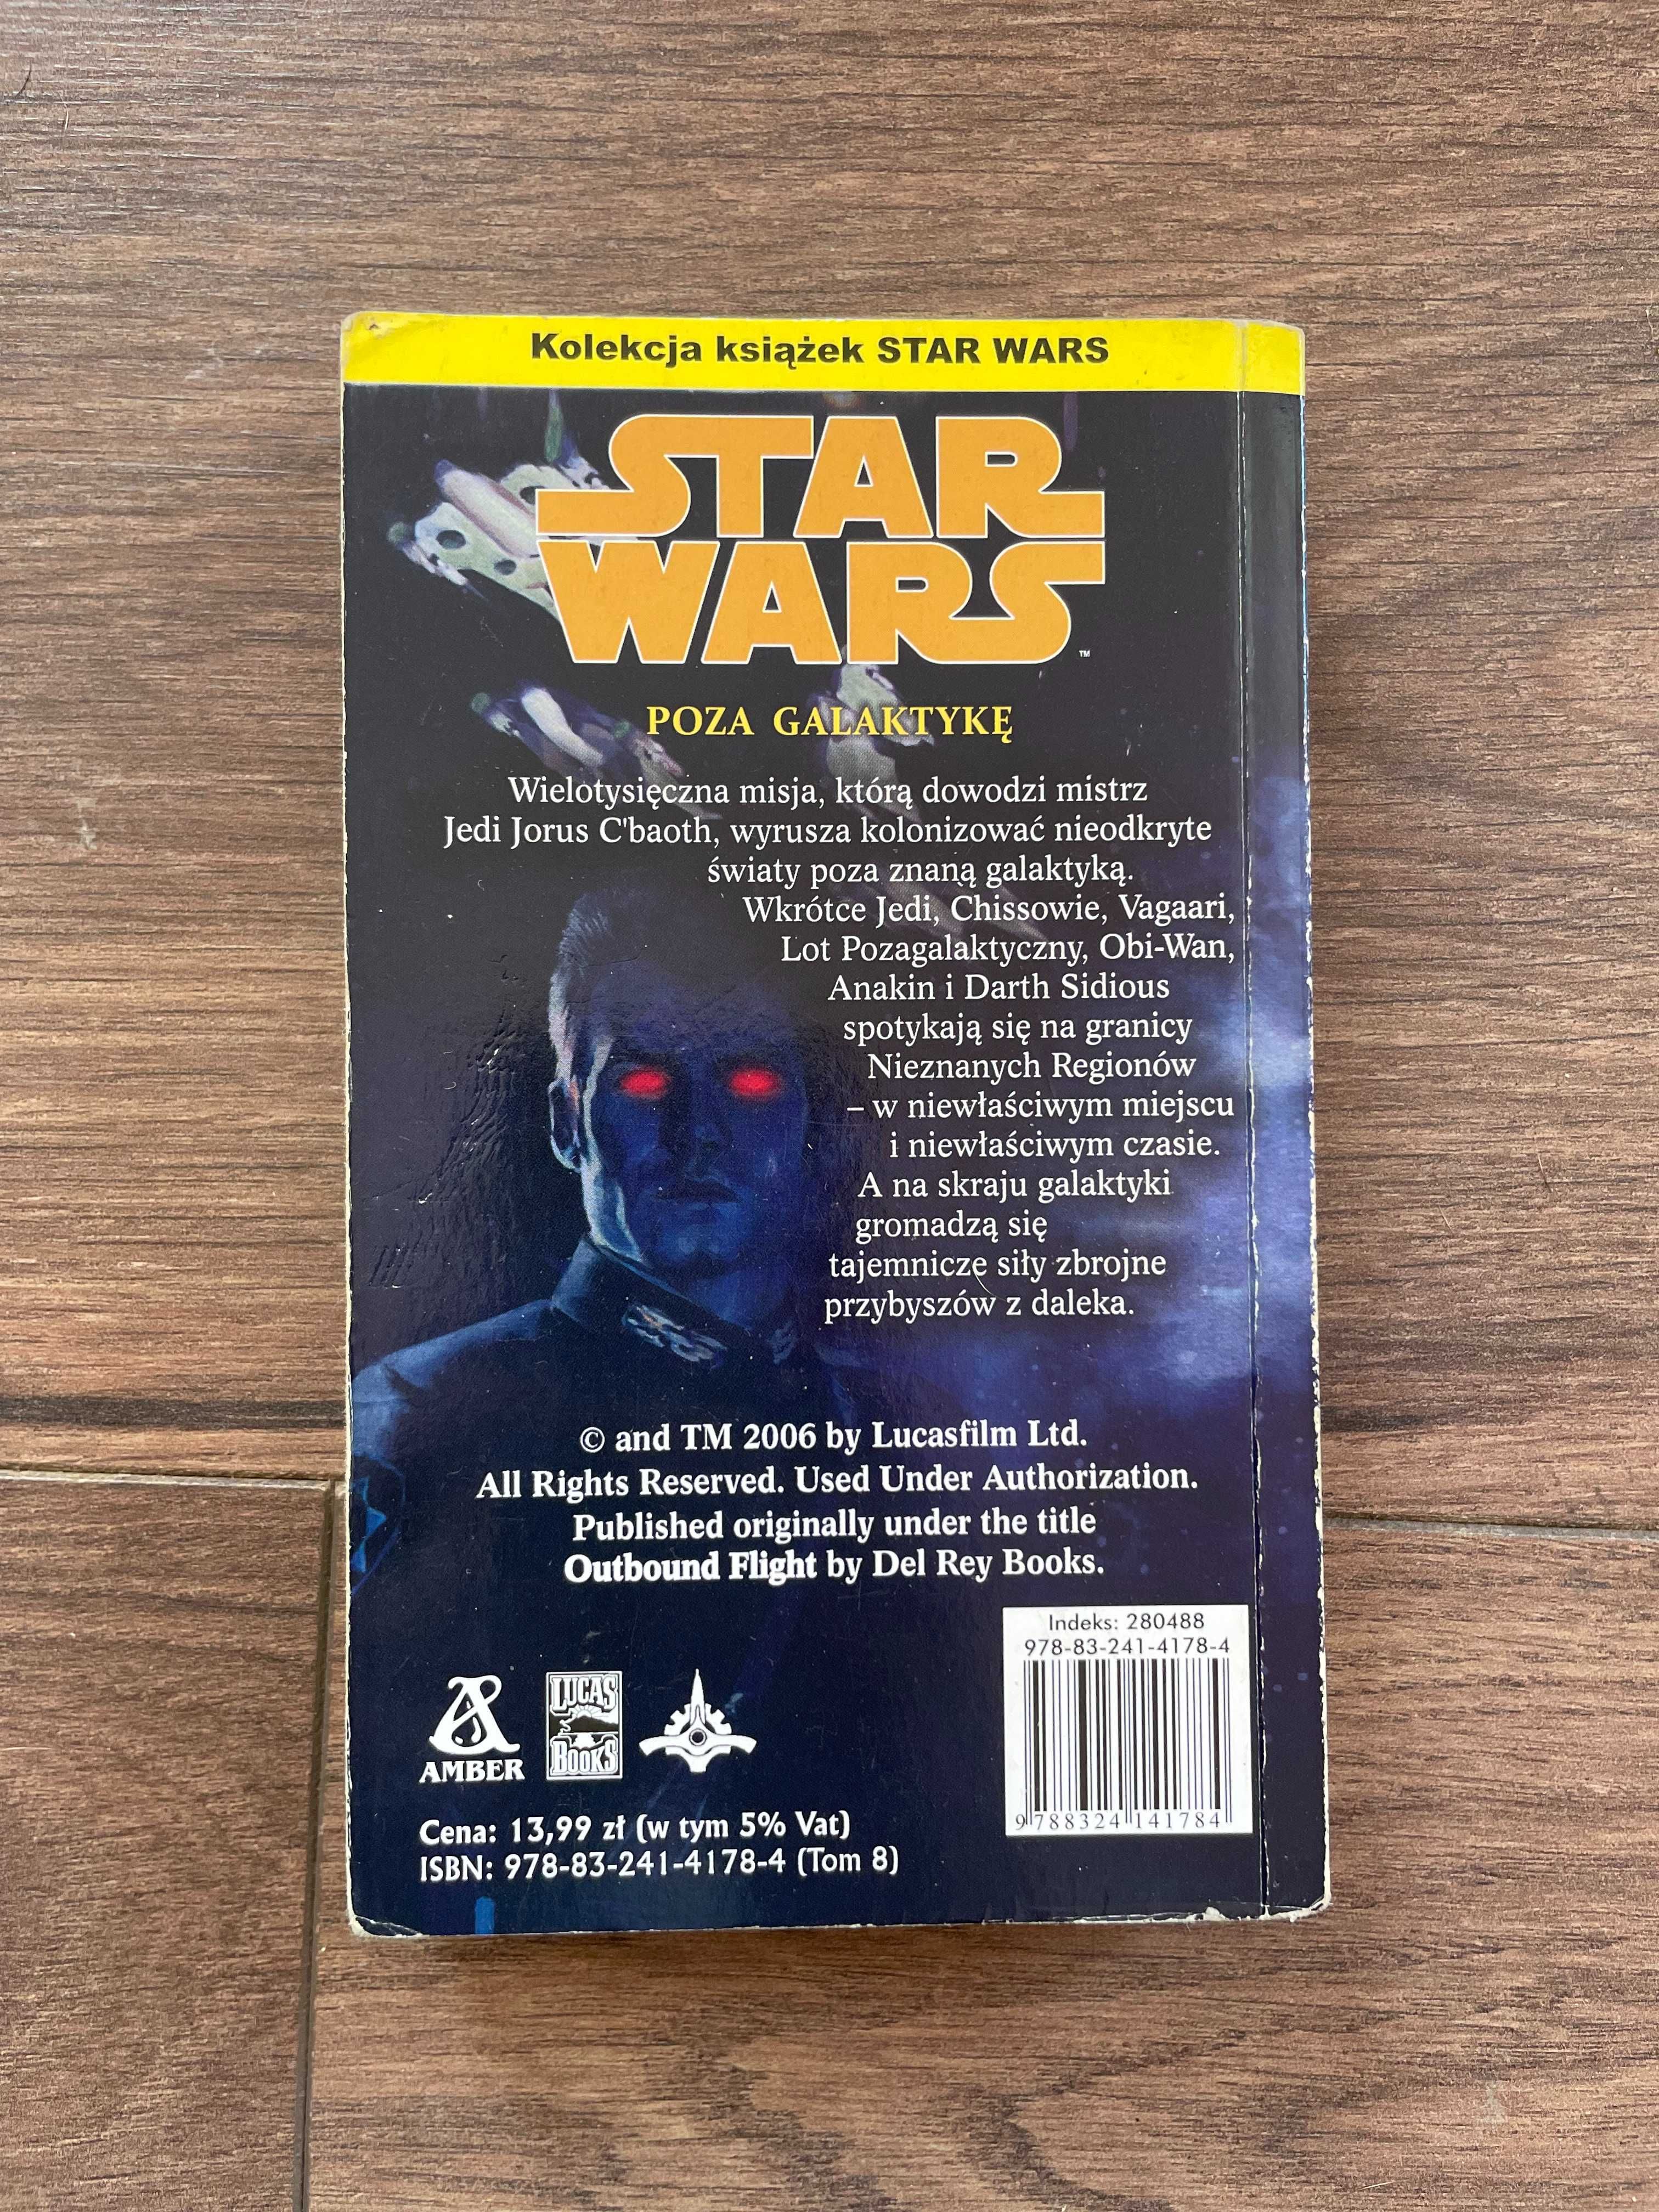 Kolekcja książek STAR WARS
STAR
WARS
TM
POZA GALAKTYKĘ
Wielotysięczna misja, którą dowodzi mistrz
Jedi Jorus C'baoth, wyrusza kolonizować nieodkryte
światy poza znaną galaktyką.
Wkrótce Jedi, Chissowie, Vagaari,
Lot Pozagalaktyczny, Obi-Wan,
Anakin i Darth Sidious
spotykają się na granicy
Nieznanych Regionów
– w niewłaściwym miejscu
i niewłaściwym czasie.
A na skraju galaktyki
gromadzą się
tajemnicze siły zbrojne
przybyszów z daleka.
© and TM 2006 by Lucasfilm Ltd.
All Rights Reserved. Used Under Authorization.
Published originally under the title
Outbound Flight by Del Rey Books.
Indeks: 280488
978-83-241-4178-4
9 788324 141784
AMBER
LUCAS
BOOKS
Cena: 13,99 zł (w tym 5% Vat)
ISBN: 978-83-241-4178-4 (Tom 8)